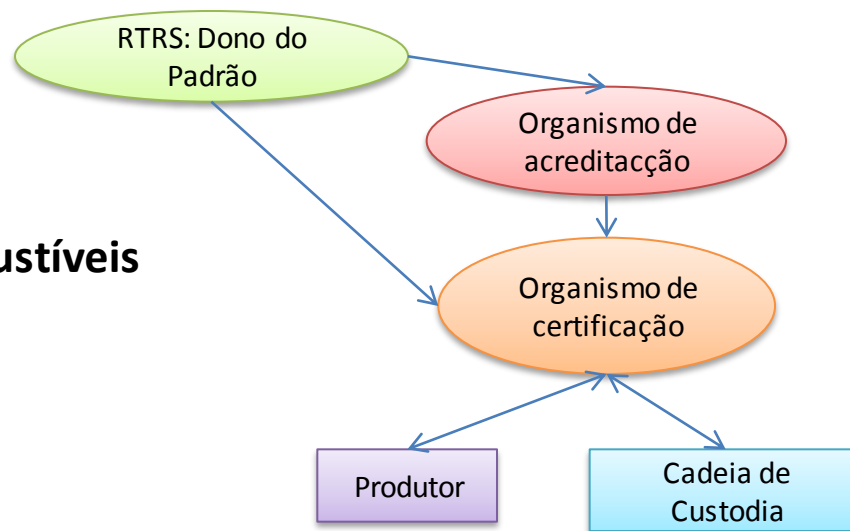 RTRS: Dono do
Padrão
Organismo de
acreditacção
ustíveis
Organismo de
certificação
Produtor
Cadeia de
Custodia